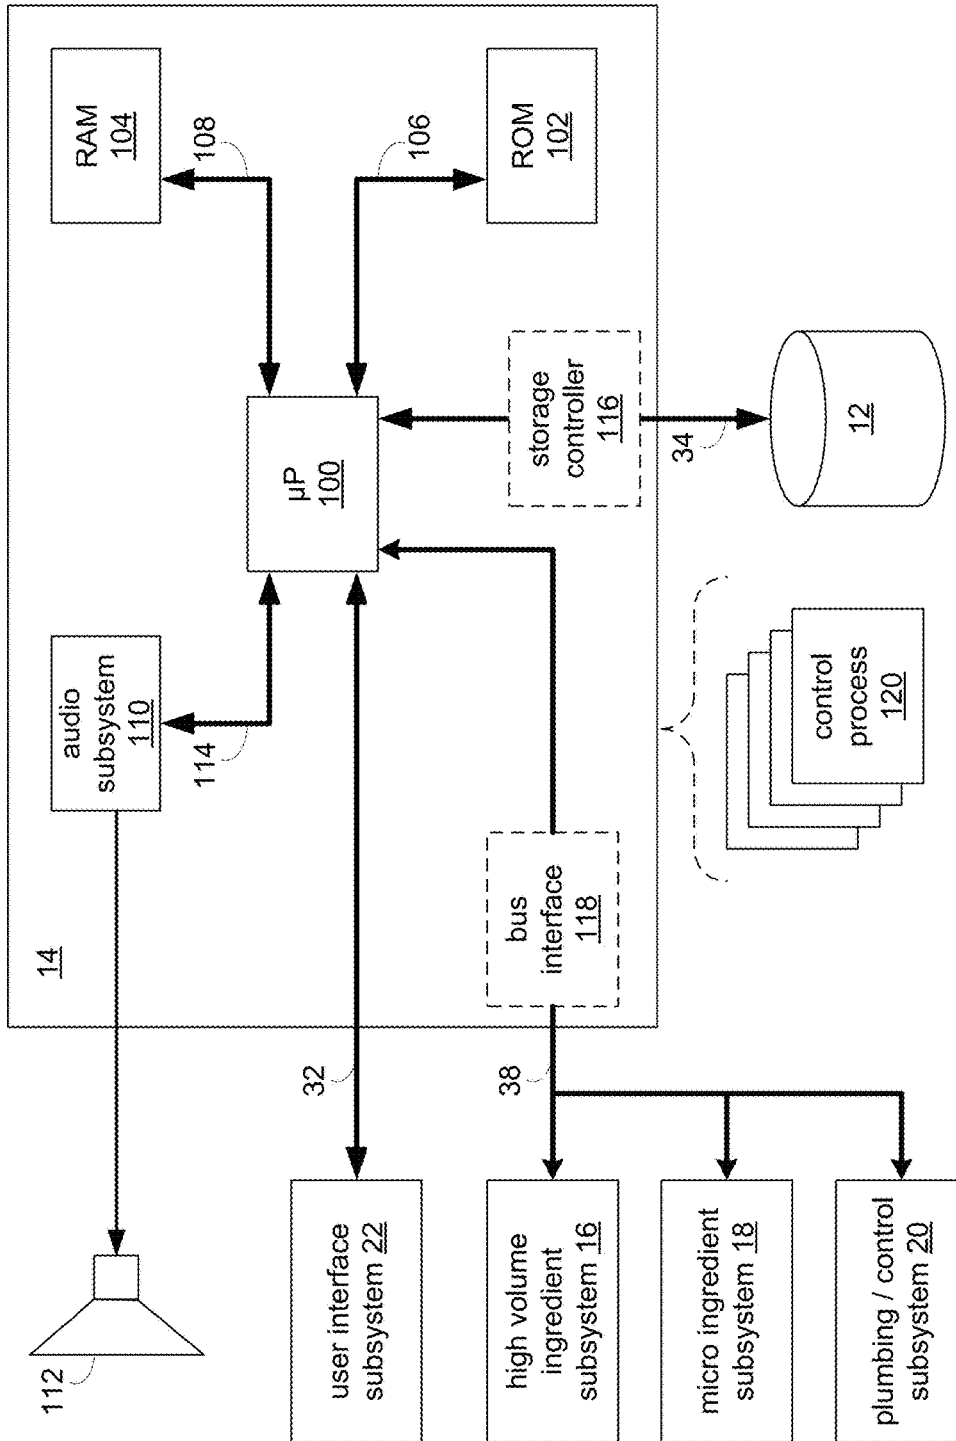 112
14
audio
subsystem
110
RAM
104
114
108
µP
100
32
user interface
subsystem 22
106
38
high volume
ingredient
subsystem 16
bus
interface
118
storage
controller
116
ROM
102
34
micro ingredient
subsystem 18
control
process
120
12
plumbing / control
subsystem 20